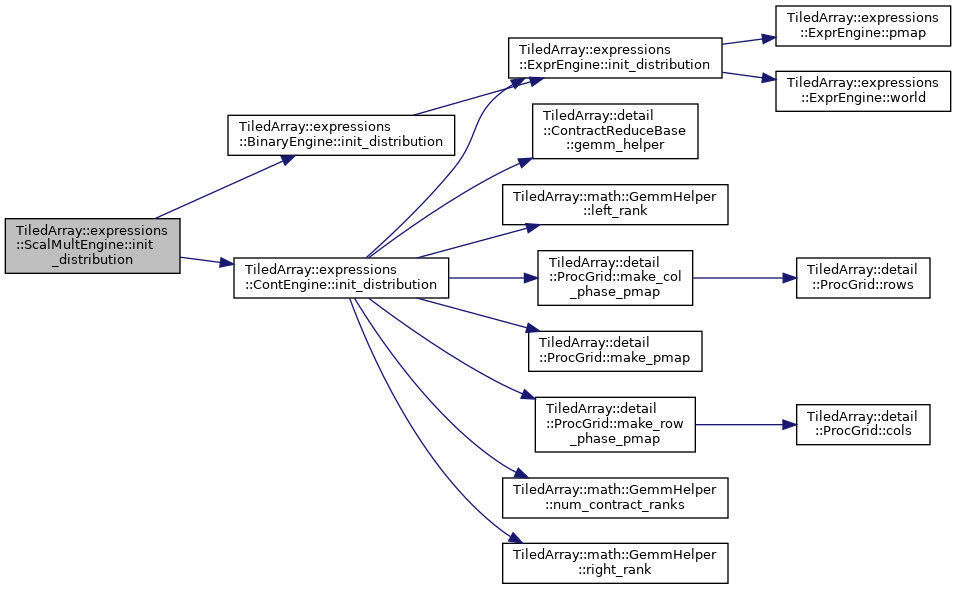 TiledArray::expressions
::ScalMultEngine::init
_distribution
TiledArray::expressions
::BinaryEngine::init_distribution
TiledArray::expressions
::ContEngine::init_distribution
TiledArray::expressions
::ExprEngine::init_distribution
TiledArray::detail
::ContractReduceBase
::gemm_helper
TiledArray::math::GemmHelper
::left_rank
TiledArray::detail
::ProcGrid::make_col
_phase_pmap
TiledArray::detail
::ProcGrid::make_pmap
TiledArray::detail
::ProcGrid::make_row
_phase_pmap
TiledArray::math::GemmHelper
::num_contract_ranks
TiledArray::math::GemmHelper
::right_rank
TiledArray::expressions
::ExprEngine::pmap
TiledArray::expressions
::ExprEngine::world
TiledArray::detail
::ProcGrid::rows
TiledArray::detail
::ProcGrid::cols